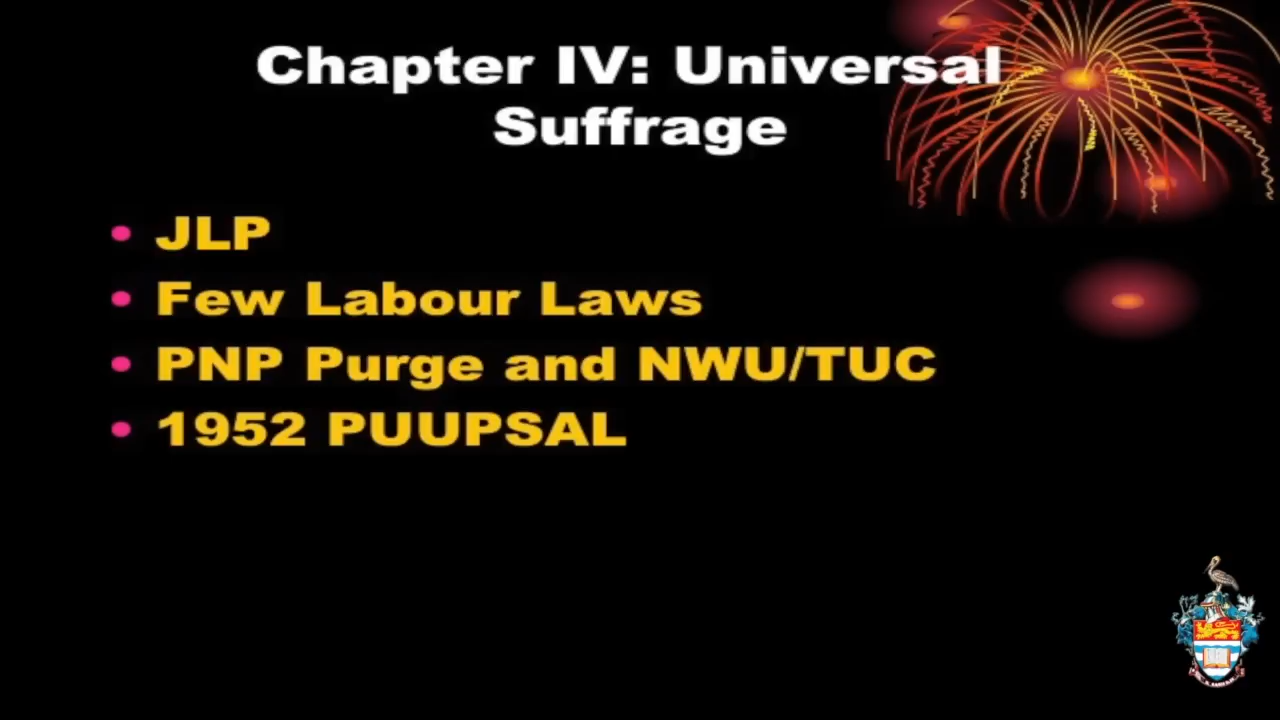 Chapter IV: Universal
Suffrage
• JLP
• Few Labour Laws
• PNP Purge and NWU/TUC
• 1952 PUUPSAL